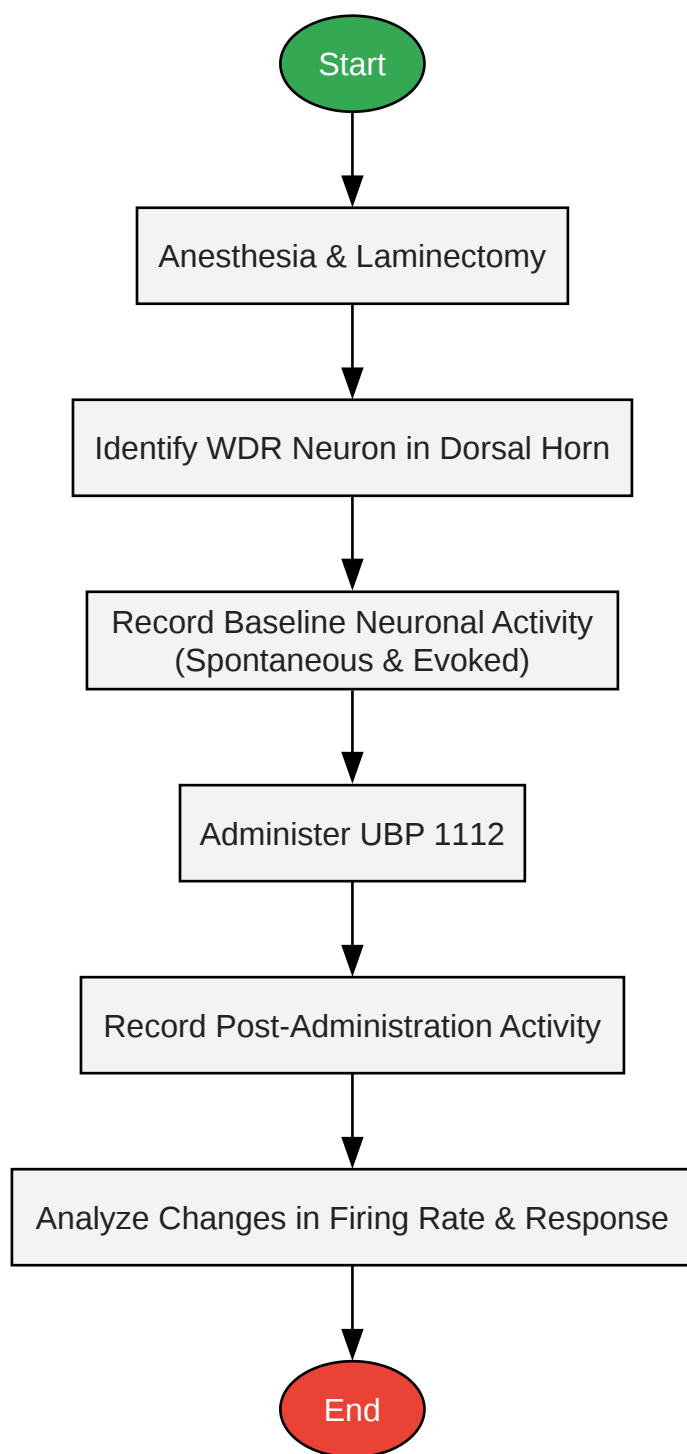 Start
Anesthesia & Laminectomy
Identify WDR Neuron in Dorsal Horn
Record Baseline Neuronal Activity
(Spontaneous & Evoked)
Administer UBP 1112
Record Post-Administration Activity
Analyze Changes in Firing Rate & Response
End